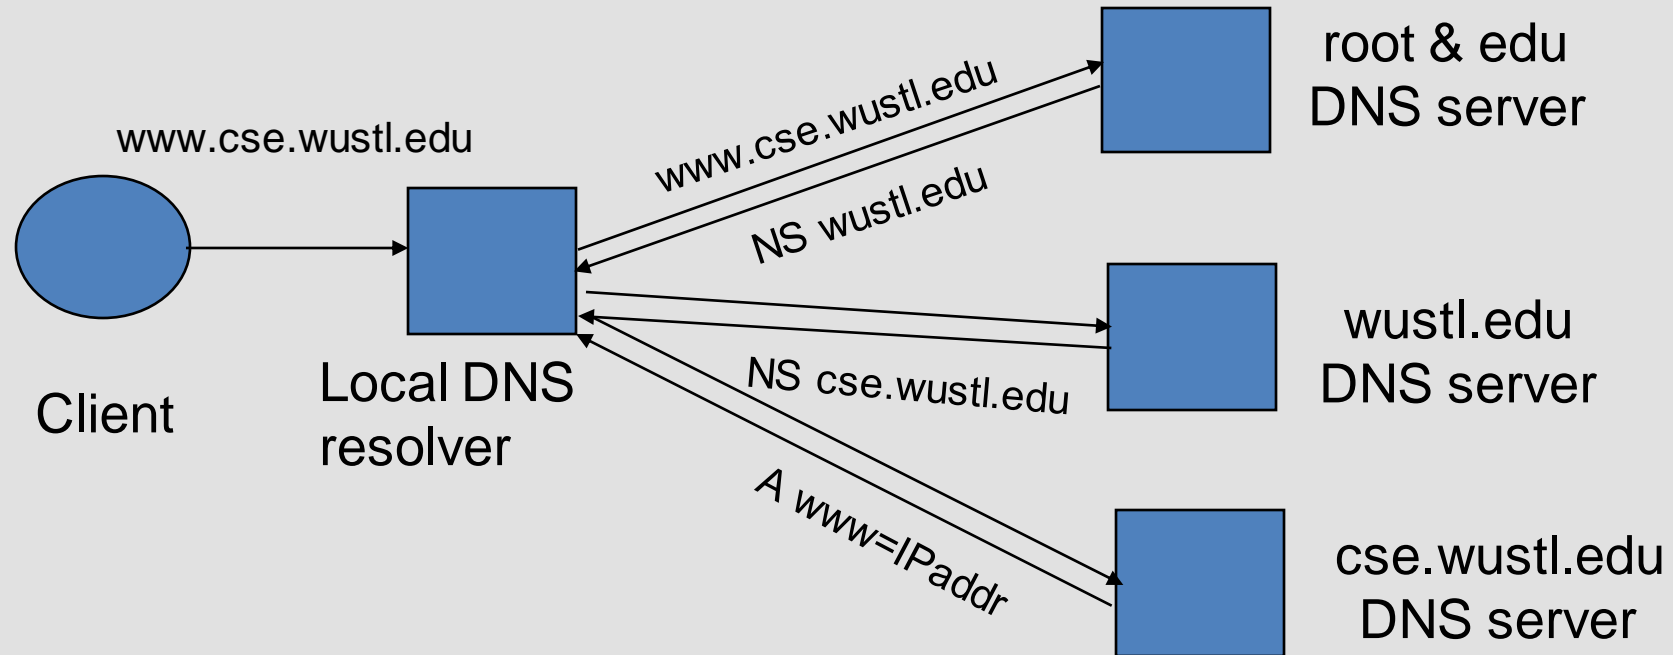 www.cse.wustl.edu
Client
Local DNS
resolver
www.cse.wustl.edu
NS wustl.edu
NS cse.wustl.edu
A www=IPaddr
root & edu
DNS server
wustl.edu
DNS server
cse.wustl.edu
DNS server